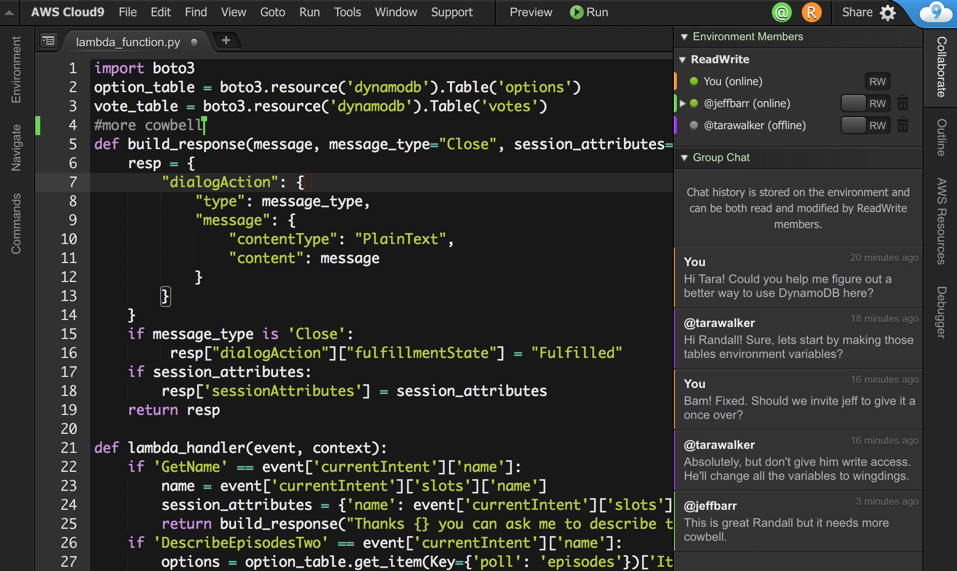 AWS Cloud9 File Edit Find View Goto Run Tools Window Support Preview Run @ R Share 9
lambda_function.py
Environment
Navigate
Commands
1 import boto3
2 option_table = boto3.resource('dynamodb').Table('options')
3 vote_table = boto3.resource('dynamodb').Table('votes')
4 #more cowbell
5 def build_response(message, message_type="Close", session_attributes=
6 resp = {
7 "dialogAction": {
8 "type": message_type,
9 "message": {
10 "contentType": "PlainText",
11 "content": message
12 }
13 }
14 }
15 if message_type is 'Close':
16 resp["dialogAction"]["fulfillmentState"] = "Fulfilled"
17 if session_attributes:
18 resp['sessionAttributes'] = session_attributes
19 return resp
20
21 def lambda_handler(event, context):
22 if 'GetName' == event['currentIntent']['name']:
23 name = event['currentIntent']['slots']['name']
24 session_attributes = {'name': event['currentIntent']['slots']
25 return build_response("Thanks {} you can ask me to describe t
26 if 'DescribeEpisodesTwo' == event['currentIntent']['name']:
27 options = option_table.get_item(Key={'poll': 'episodes'})['It
Environment Members
ReadWrite
You (online) RW
@jeffbarr (online) RW
@tarawalker (offline) RW
Group Chat
Chat history is stored on the environment and
can be both read and modified by ReadWrite
members.
You 20 minutes ago
Hi Tara! Could you help me figure out a
better way to use DynamoDB here?
@tarawalker 18 minutes ago
Hi Randall! Sure, lets start by making those
tables environment variables?
You 16 minutes ago
Bam! Fixed. Should we invite jeff to give it a
once over?
@tarawalker 16 minutes ago
Absolutely, but don't give him write access.
He'll change all the variables to wingdings.
@jeffbarr 3 minutes ago
This is great Randall but it needs more
cowbell.
Collaborate
Outline
AWS Resources
Debugger